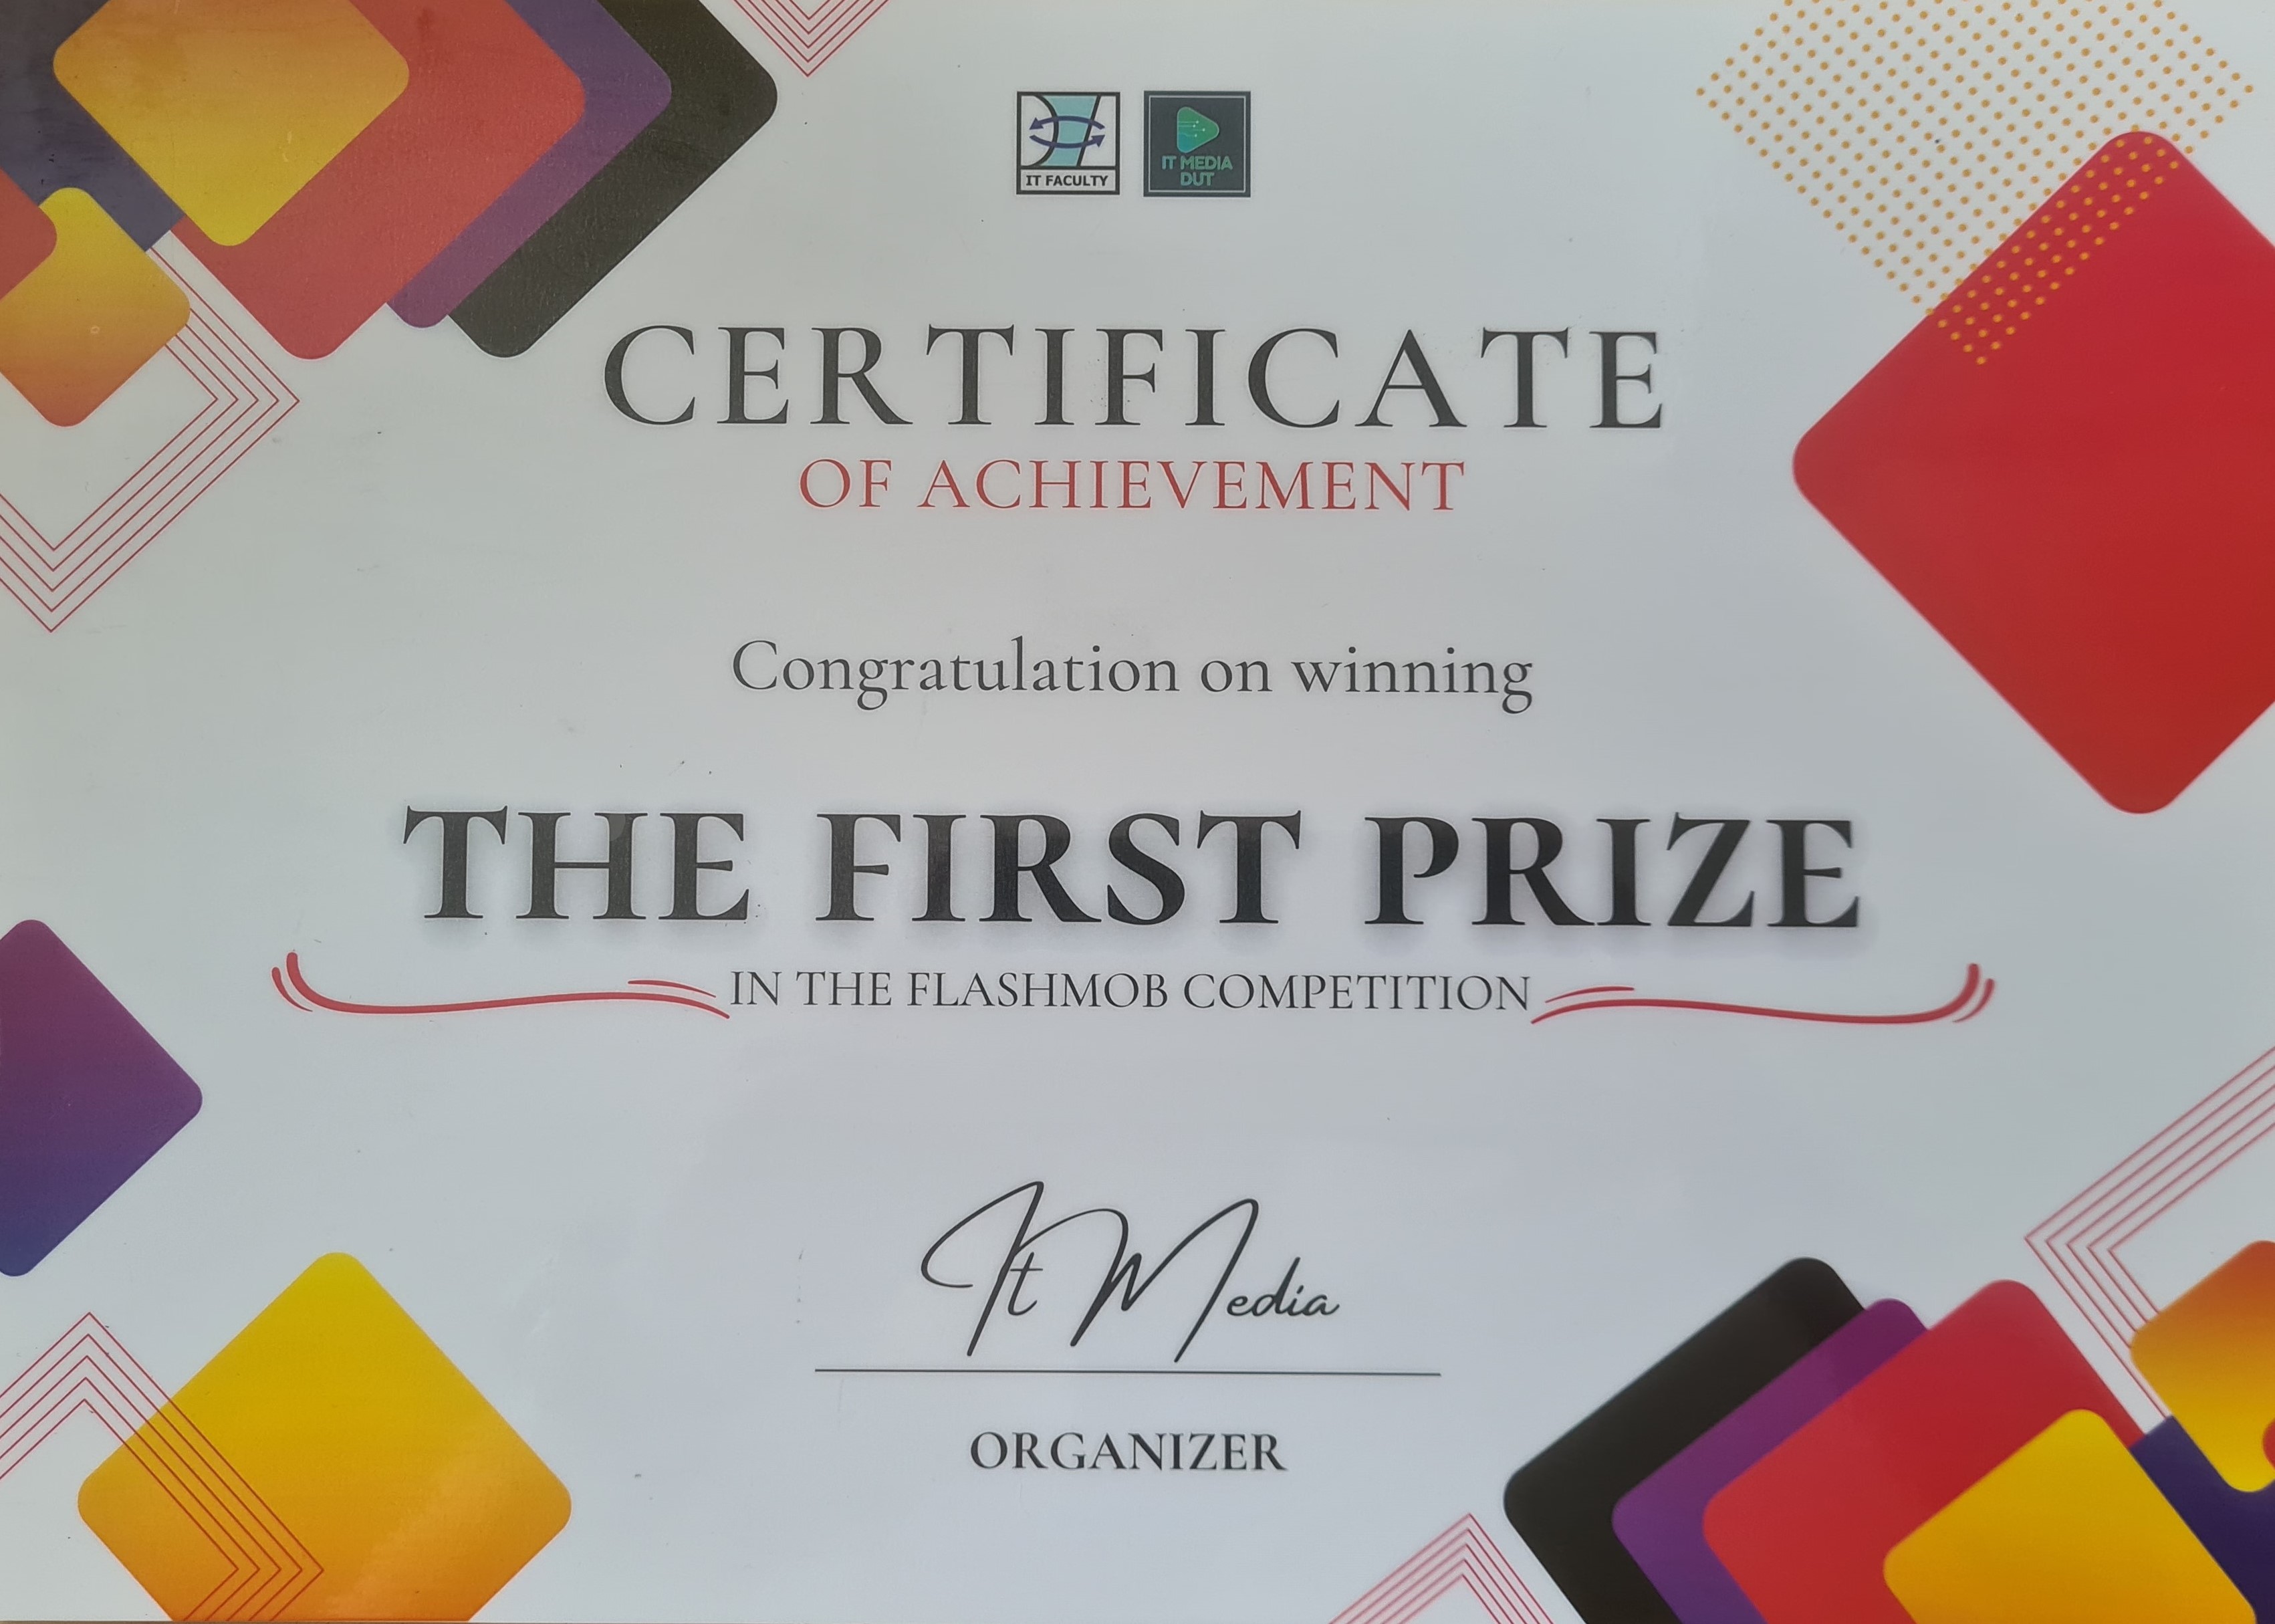 IT FACULTY
IT MEDIA
DUT
CERTIFICATE
OF ACHIEVEMENT
Congratulation on winning
THE FIRST PRIZE
IN THE FLASHMOB COMPETITION
It Media
ORGANIZER